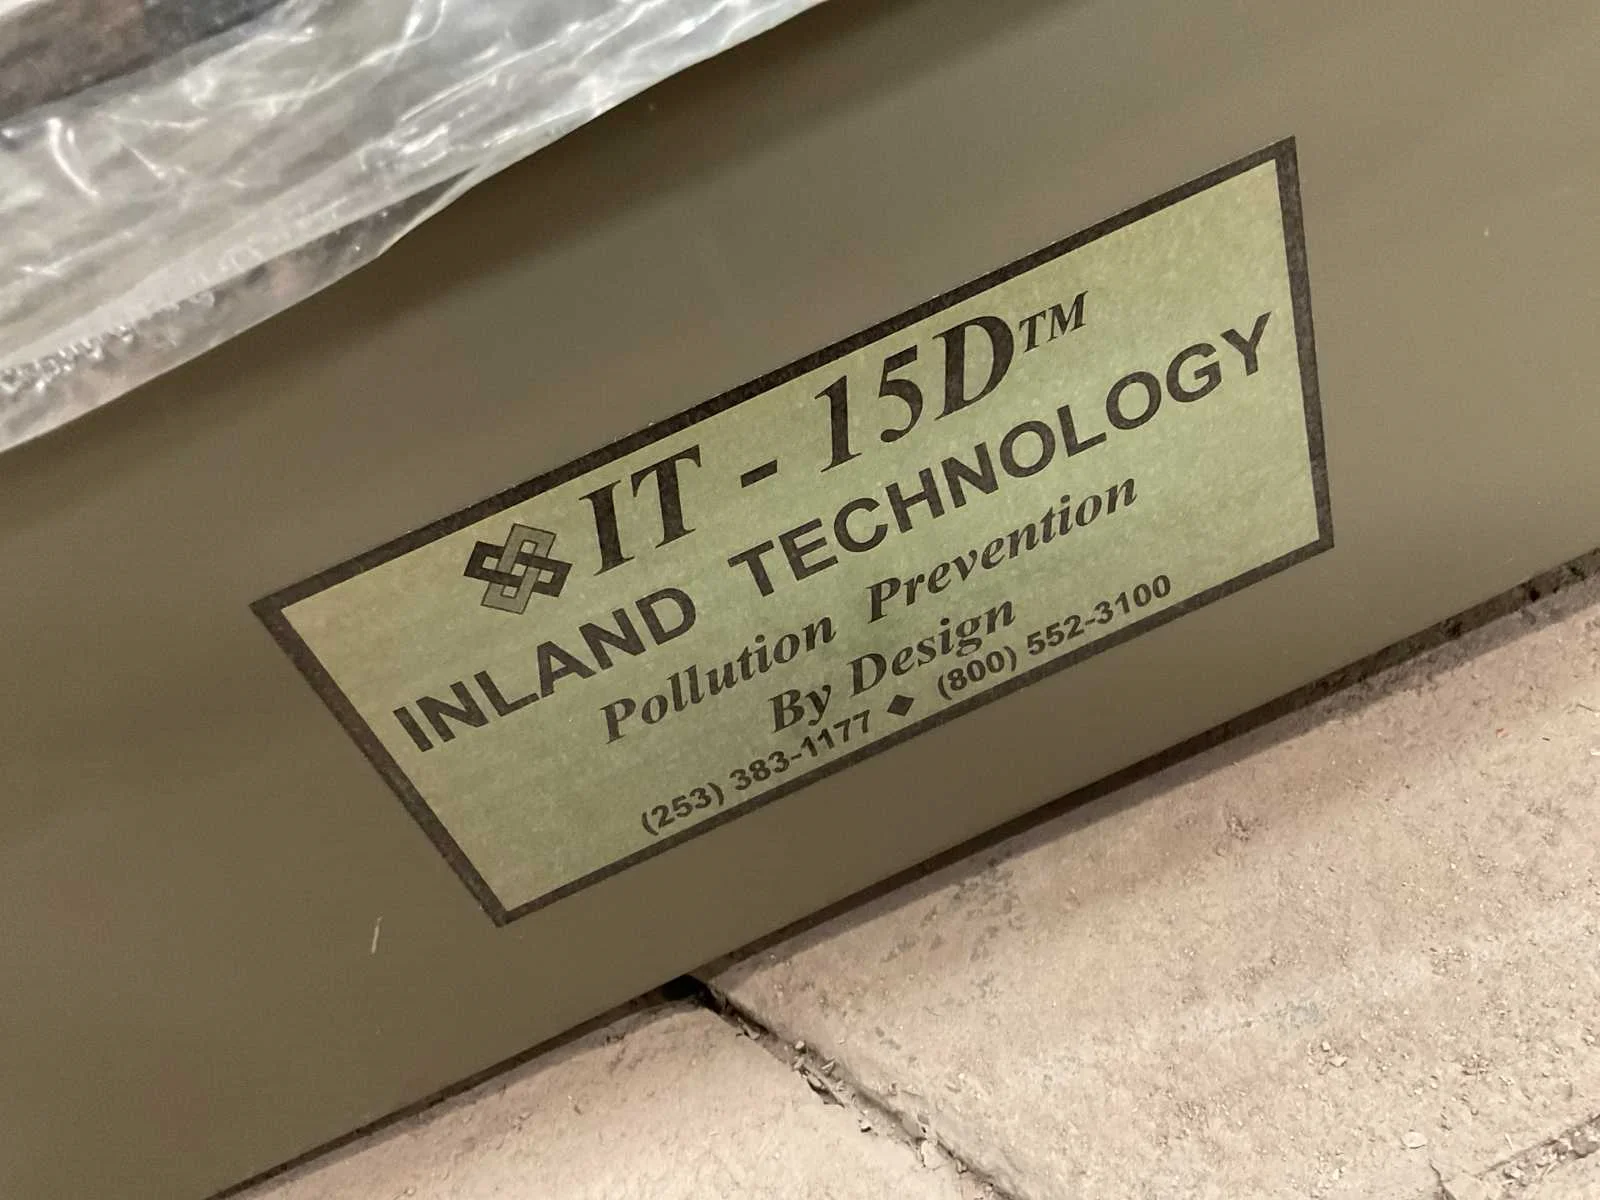 IT - 15D™
INLAND TECHNOLOGY
Pollution Prevention
By Design
(253) 383-1177 ◆ (800) 552-3100